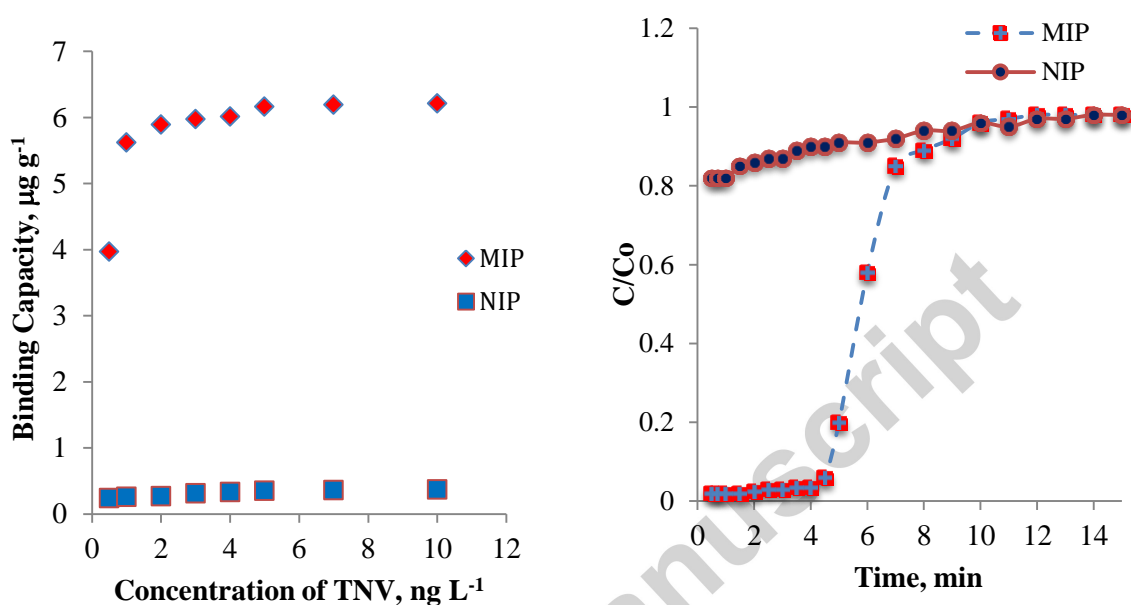 7
6
5
4
3
2
1
0
0 2 4 6 8 10 12
Binding Capacity, µg g-1
Concentration of TNV, ng L-1
MIP
NIP
1.2
1
0.8
0.6
0.4
0.2
0
0 2 4 6 8 10 12 14
C/Co
Time, min
MIP
NIP
anuscript